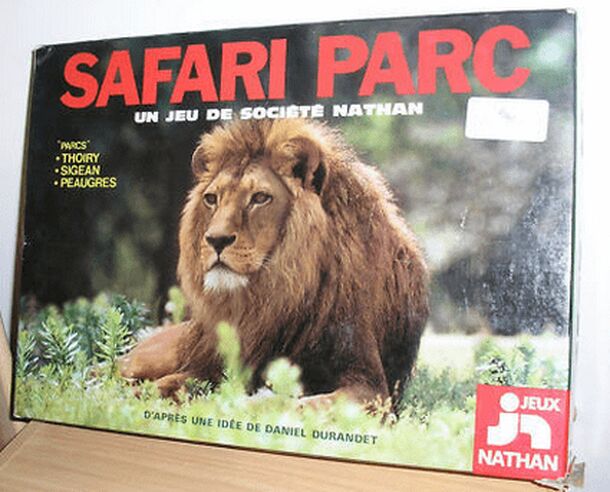 SAFARI PARC
UN JEU DE SOCIÉTÉ NATHAN
"PARCS"
• THOIRY
• SIGEAN
• PEAUGRES
D'APRÈS UNE IDÉE DE DANIEL DURANDET
JEUX
NATHAN